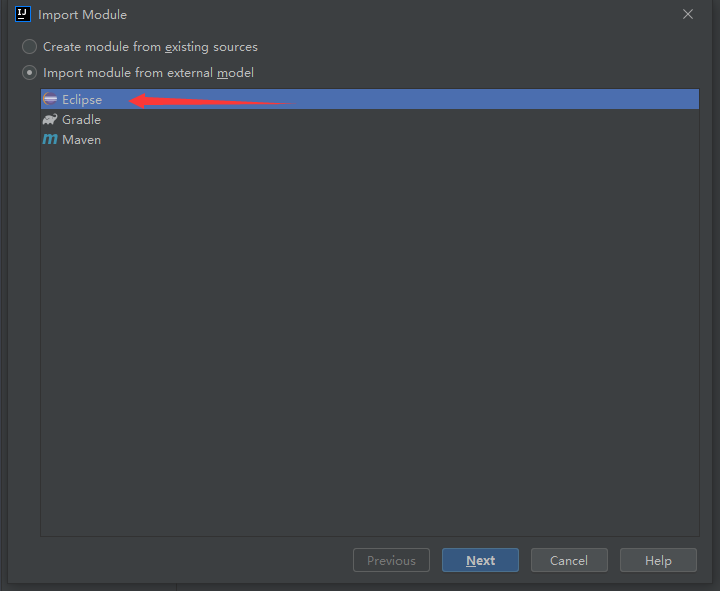 IJ Import Module
Create module from existing sources
Import module from external model
Eclipse
Gradle
m Maven
Previous Next Cancel Help